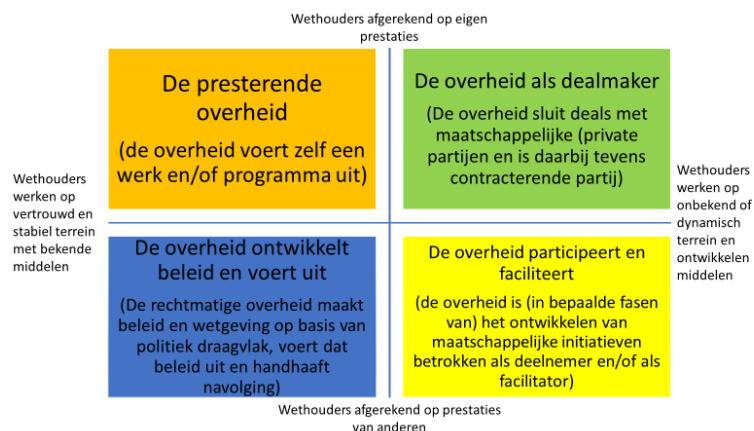 Wethouders afgerekend op eigen
prestaties
De presterende
overheid
(de overheid voert zelf een
werk en/of programma uit)
De overheid als dealmaker
(De overheid sluit deals met
maatschappelijke (private
partijen en is daarbij tevens
contracterende partij)
Wethouders
werken op
vertrouwd en
stabiel terrein
met bekende
middelen
Wethouders
werken op
onbekend of
dynamisch
terrein en
ontwikkelen
middelen
De overheid ontwikkelt
beleid en voert uit
(De rechtmatige overheid maakt
beleid en wetgeving op basis van
politiek draagvlak, voert dat
beleid uit en handhaaft
navolging)
De overheid participeert en
faciliteert
(de overheid is (in bepaalde fasen
van) het ontwikkelen van
maatschappelijke initiatieven
betrokken als deelnemer en/of als
facilitator)
Wethouders afgerekend op prestaties
van anderen